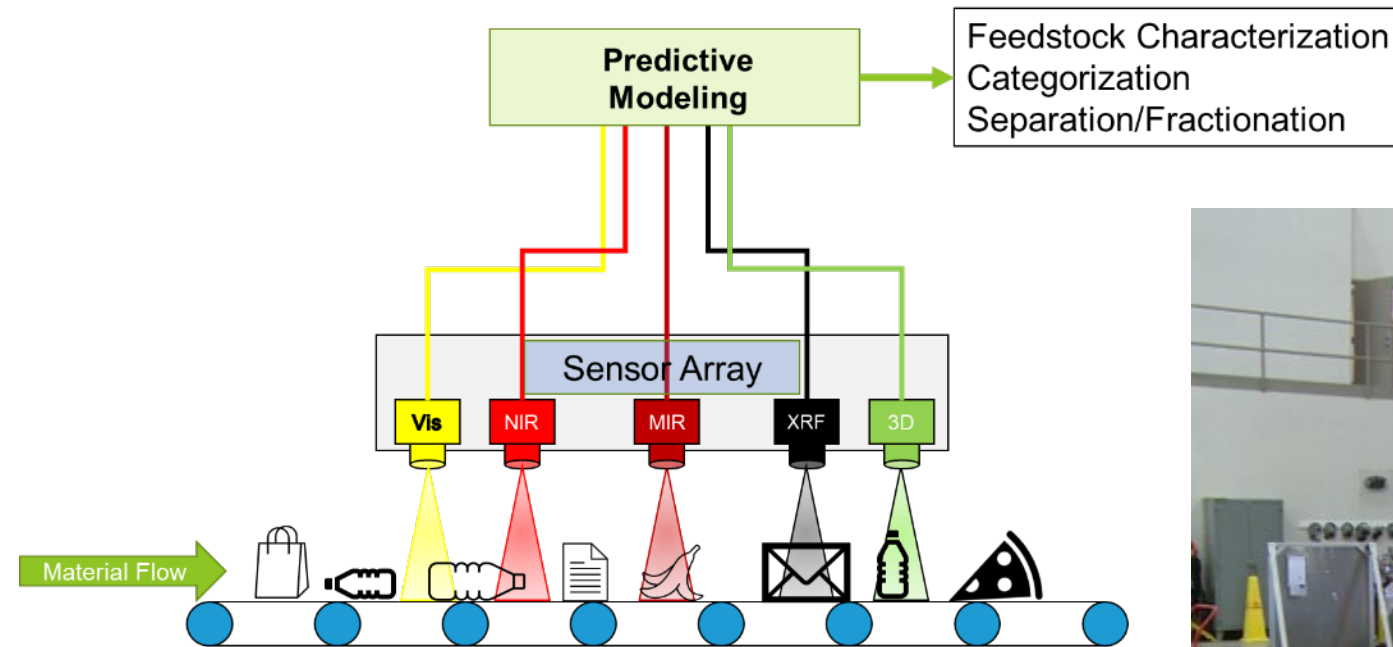 Predictive
Modeling
Feedstock Characterization
Categorization
Separation/Fractionation
Sensor Array
Vis
NIR
MIR
XRF
3D
Material Flow